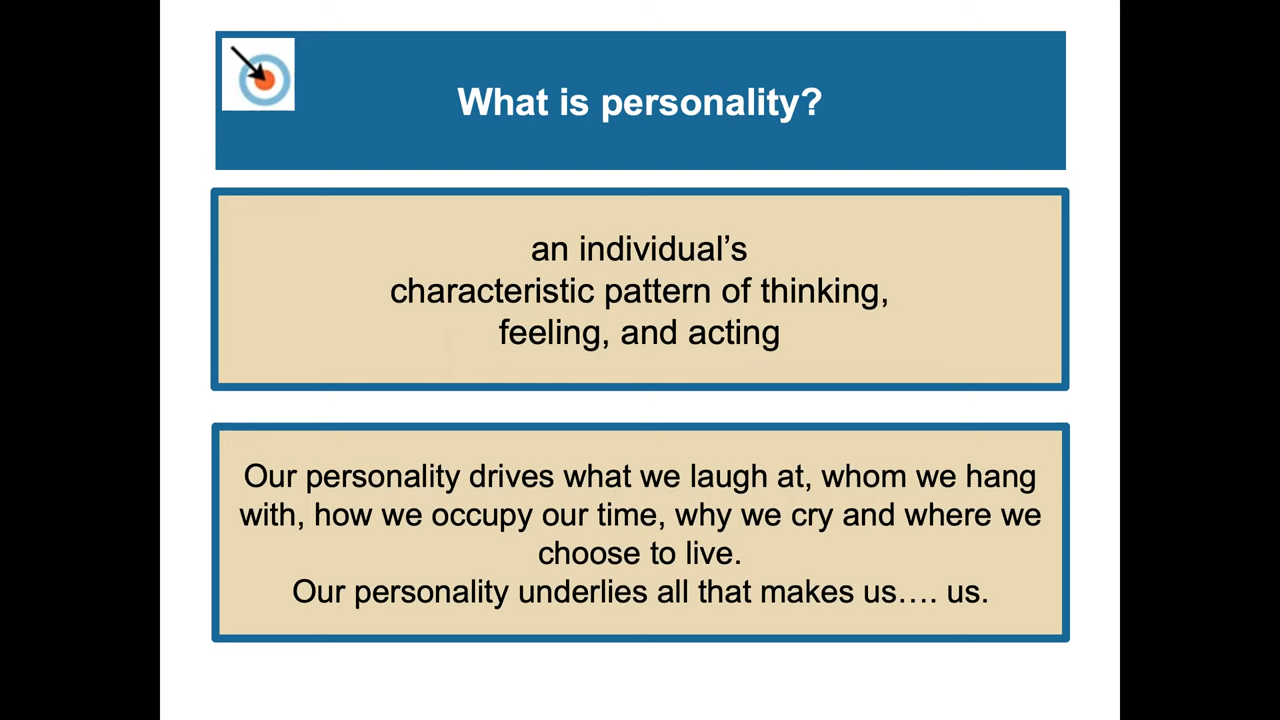 What is personality?
an individual’s
characteristic pattern of thinking,
feeling, and acting
Our personality drives what we laugh at, whom we hang
with, how we occupy our time, why we cry and where we
choose to live.
Our personality underlies all that makes us…. us.